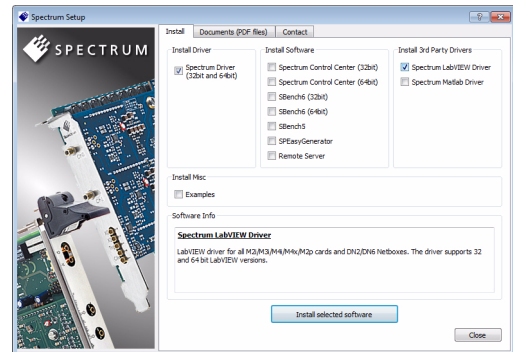 Spectrum Setup
Install Documents (PDF files) Contact
SPECTRUM
Install Driver
Spectrum Driver
(32bit and 64bit)
Install Software
Spectrum Control Center (32bit)
Spectrum Control Center (64bit)
SBench6 (32bit)
SBench6 (64bit)
SBench5
SPEasyGenerator
Remote Server
Install 3rd Party Drivers
Spectrum LabVIEW Driver
Spectrum Matlab Driver
Install Misc
Examples
Software Info
Spectrum LabVIEW Driver
LabVIEW driver for all M2i/M3i/M4i/M4x/M2p cards and DN2/DN6 Netboxes. The driver supports 32
and 64 bit LabVIEW versions.
Install selected software
Close